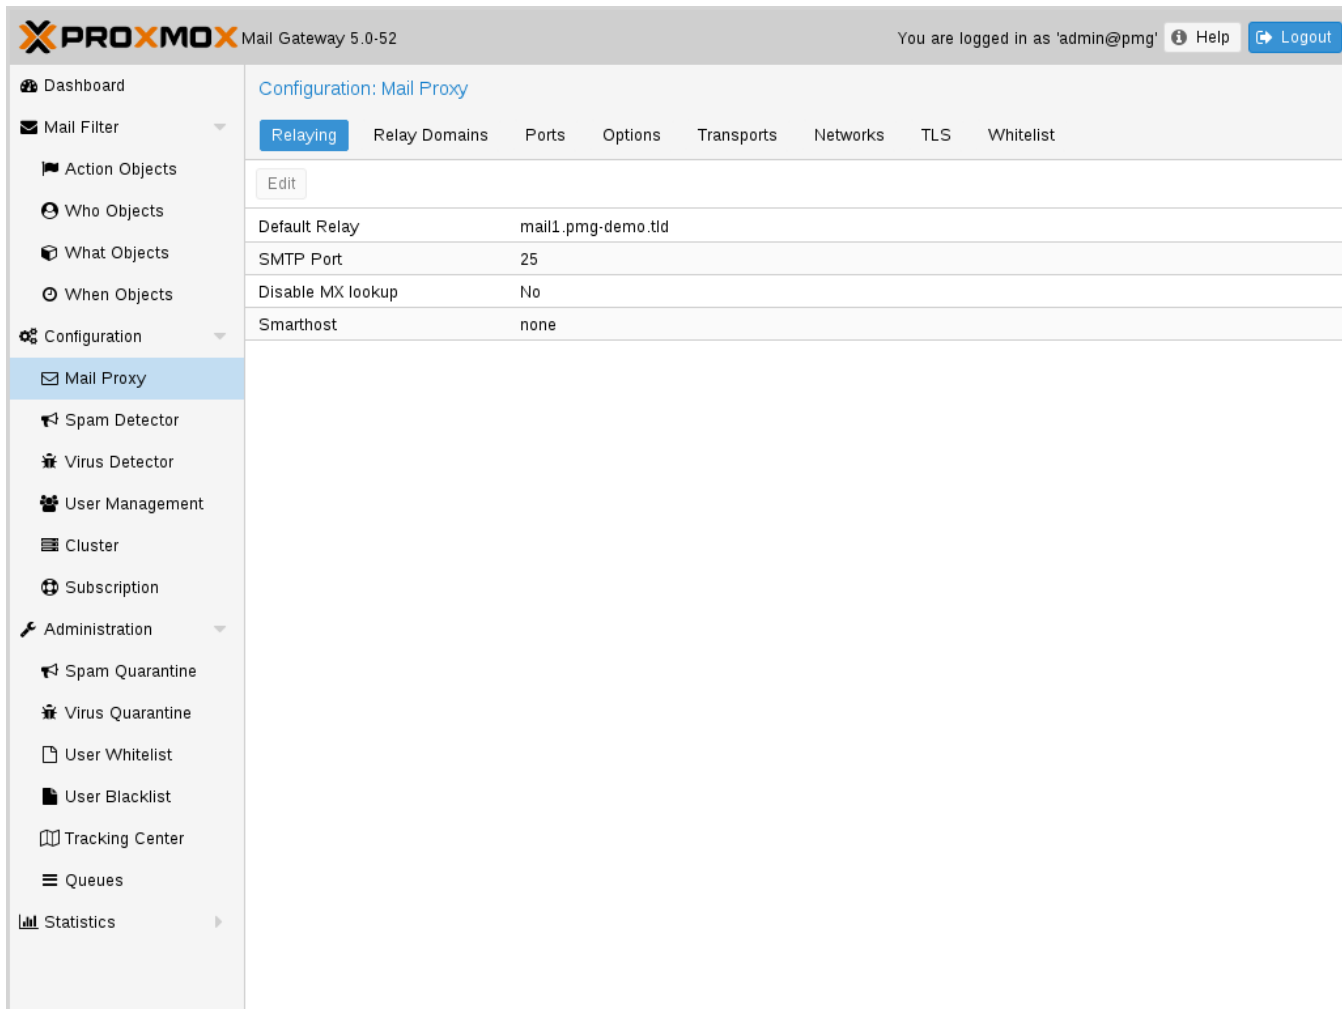 PROXMOX Mail Gateway 5.0-52 You are logged in as 'admin@pmg' Help Logout
Dashboard
Mail Filter
Action Objects
Who Objects
What Objects
When Objects
Configuration
Mail Proxy
Spam Detector
Virus Detector
User Management
Cluster
Subscription
Administration
Spam Quarantine
Virus Quarantine
User Whitelist
User Blacklist
Tracking Center
Queues
Statistics
Configuration: Mail Proxy
Relaying Relay Domains Ports Options Transports Networks TLS Whitelist
Edit
Default Relay mail1.pmg-demo.tld
SMTP Port 25
Disable MX lookup No
Smarthost none